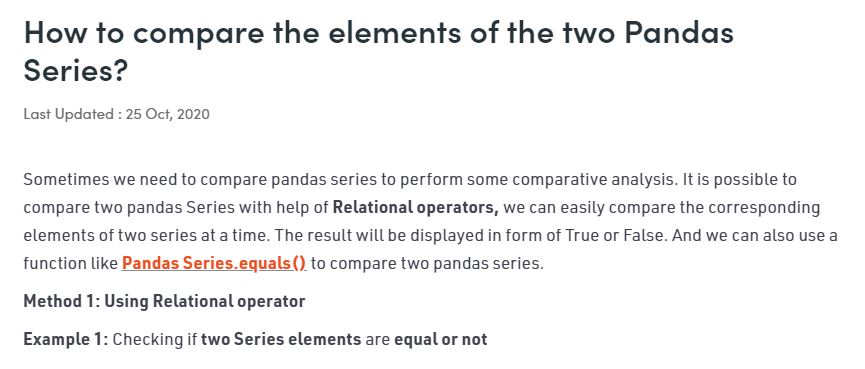 How to compare the elements of the two Pandas
Series?
Last Updated : 25 Oct, 2020
Sometimes we need to compare pandas series to perform some comparative analysis. It is possible to
compare two pandas Series with help of Relational operators, we can easily compare the corresponding
elements of two series at a time. The result will be displayed in form of True or False. And we can also use a
function like Pandas Series.equals() to compare two pandas series.
Method 1: Using Relational operator
Example 1: Checking if two Series elements are equal or not